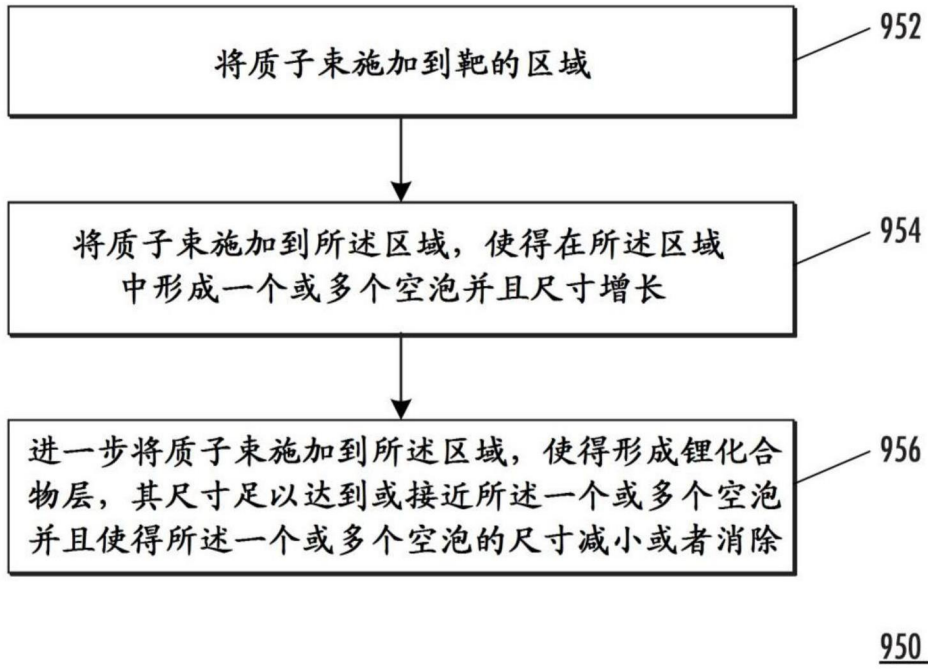 将质子束施加到靶的区域
952
将质子束施加到所述区域，使得在所述区域
中形成一个或多个空泡并且尺寸增长
954
进一步将质子束施加到所述区域，使得形成锂化合
物层，其尺寸足以达到或接近所述一个或多个空泡
并且使得所述一个或多个空泡的尺寸减小或者消除
956
950